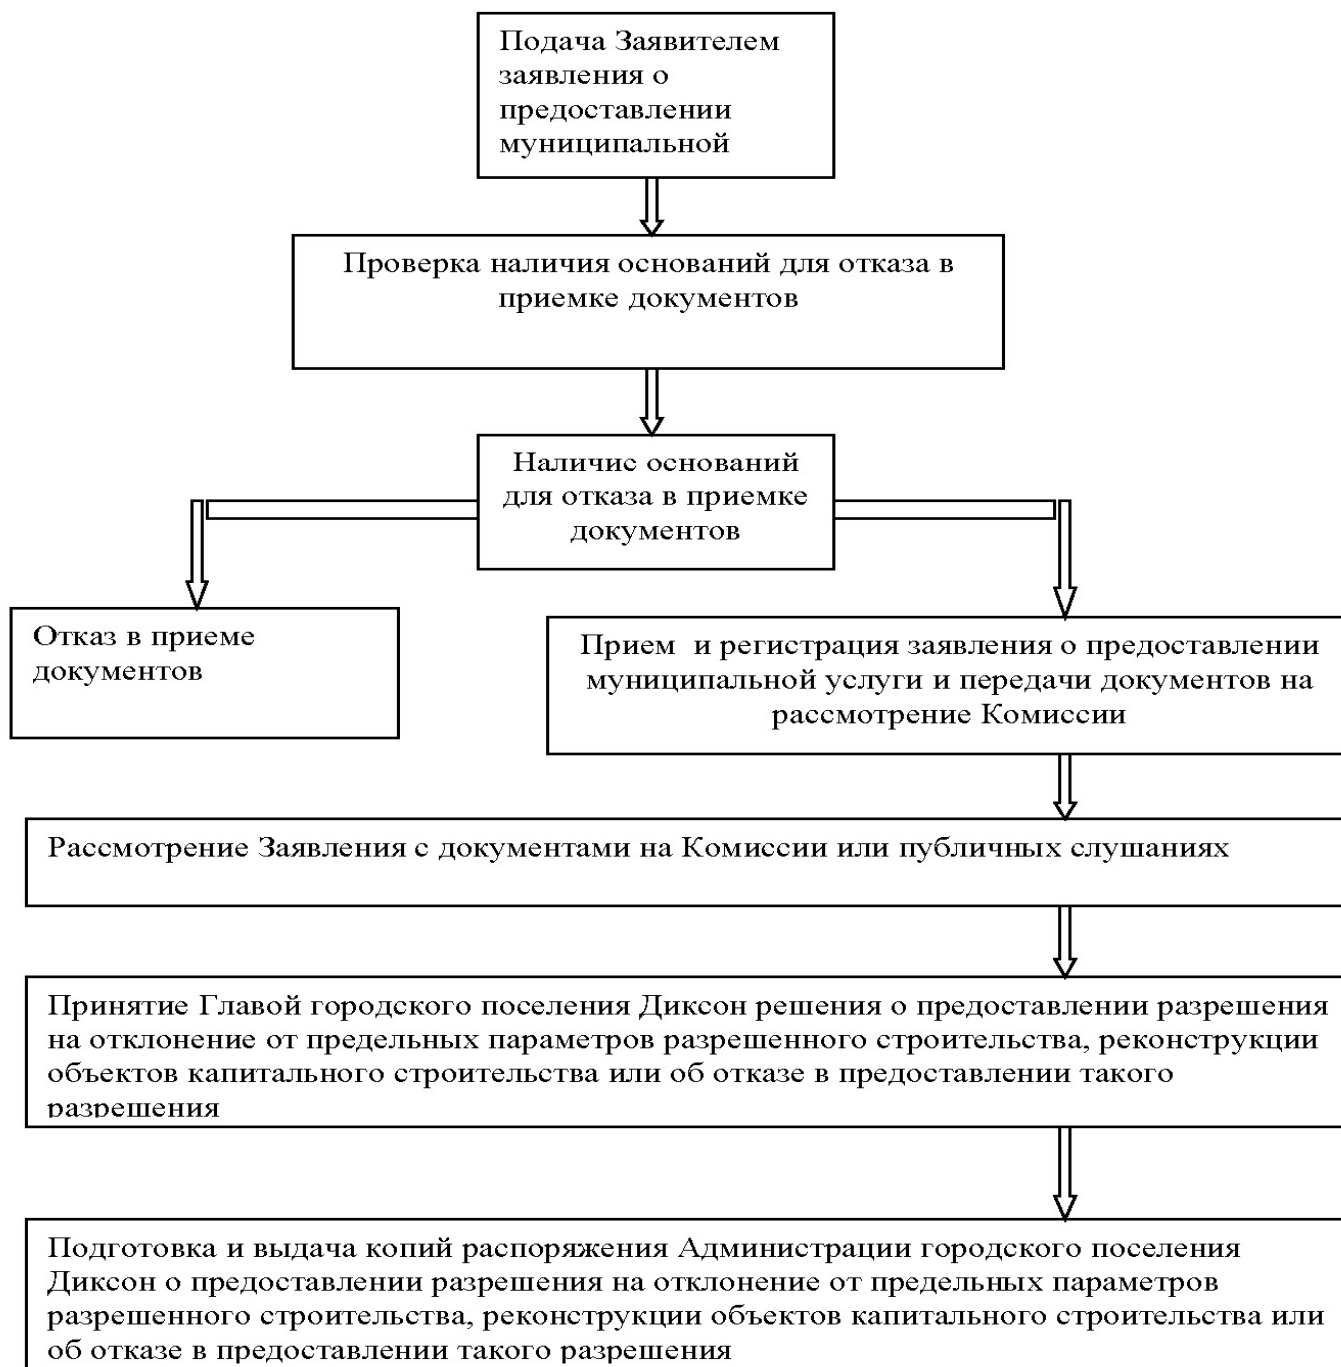 Подача Заявителем
заявления о
предоставлении
муниципальной
Проверка наличия оснований для отказа в
приемке документов
Наличие оснований
для отказа в приемке
документов
Отказ в приеме
документов
Прием и регистрация заявления о предоставлении
муниципальной услуги и передачи документов на
рассмотрение Комиссии
Рассмотрение Заявления с документами на Комиссии или публичных слушаниях
Принятие Главой городского поселения Диксон решения о предоставлении разрешения
на отклонение от предельных параметров разрешенного строительства, реконструкции
объектов капитального строительства или об отказе в предоставлении такого
разрешения
Подготовка и выдача копий распоряжения Администрации городского поселения
Диксон о предоставлении разрешения на отклонение от предельных параметров
разрешенного строительства, реконструкции объектов капитального строительства или
об отказе в предоставлении такого разрешения